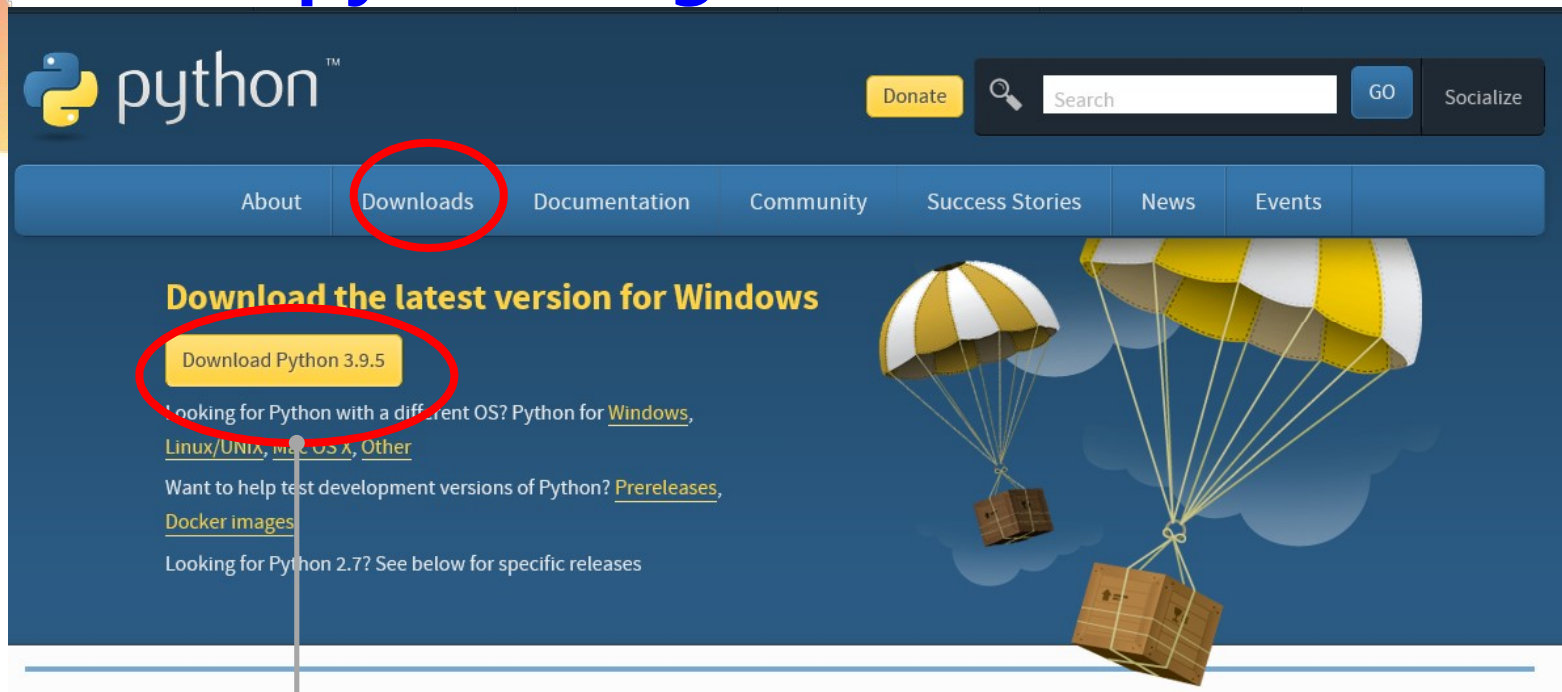 python™
Donate
Search
GO
Socialize
About
Downloads
Documentation
Community
Success Stories
News
Events
Download the latest version for Windows
Download Python 3.9.5
Looking for Python with a different OS? Python for Windows,
Linux/UNIX, Mac OS X, Other
Want to help test development versions of Python? Prereleases,
Docker images
Looking for Python 2.7? See below for specific releases